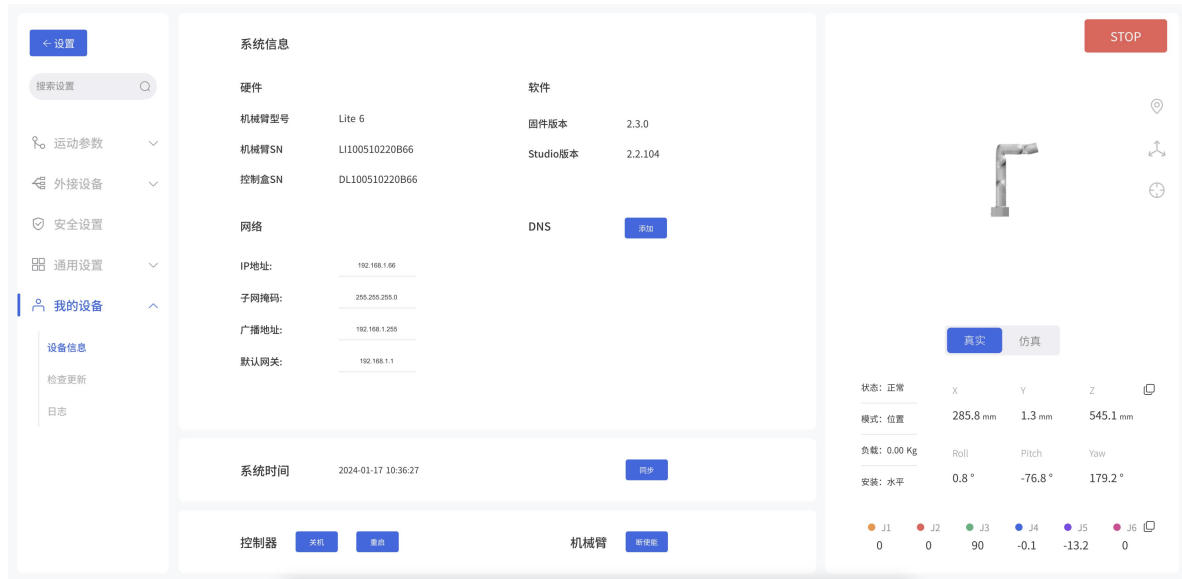 ← 设置
搜索设置
运动参数
外接设备
安全设置
通用设置
我的设备
设备信息
检查更新
日志
系统信息
硬件
机械臂型号 Lite 6
机械臂SN LI100510220B66
控制盒SN DL100510220B66
软件
固件版本 2.3.0
Studio版本 2.2.104
网络
IP地址: 192.168.1.66
子网掩码: 255.255.255.0
广播地址: 192.168.1.255
默认网关: 192.168.1.1
DNS 添加
系统时间 2024-01-17 10:36:27 同步
控制器 关机 重启 机械臂 断使能
STOP
真实 仿真
状态: 正常
模式: 位置
负载: 0.00 Kg
安装: 水平
X Y Z
285.8 mm 1.3 mm 545.1 mm
Roll Pitch Yaw
0.8 ° -76.8 ° 179.2 °
J1 J2 J3 J4 J5 J6
0 0 90 -0.1 -13.2 0